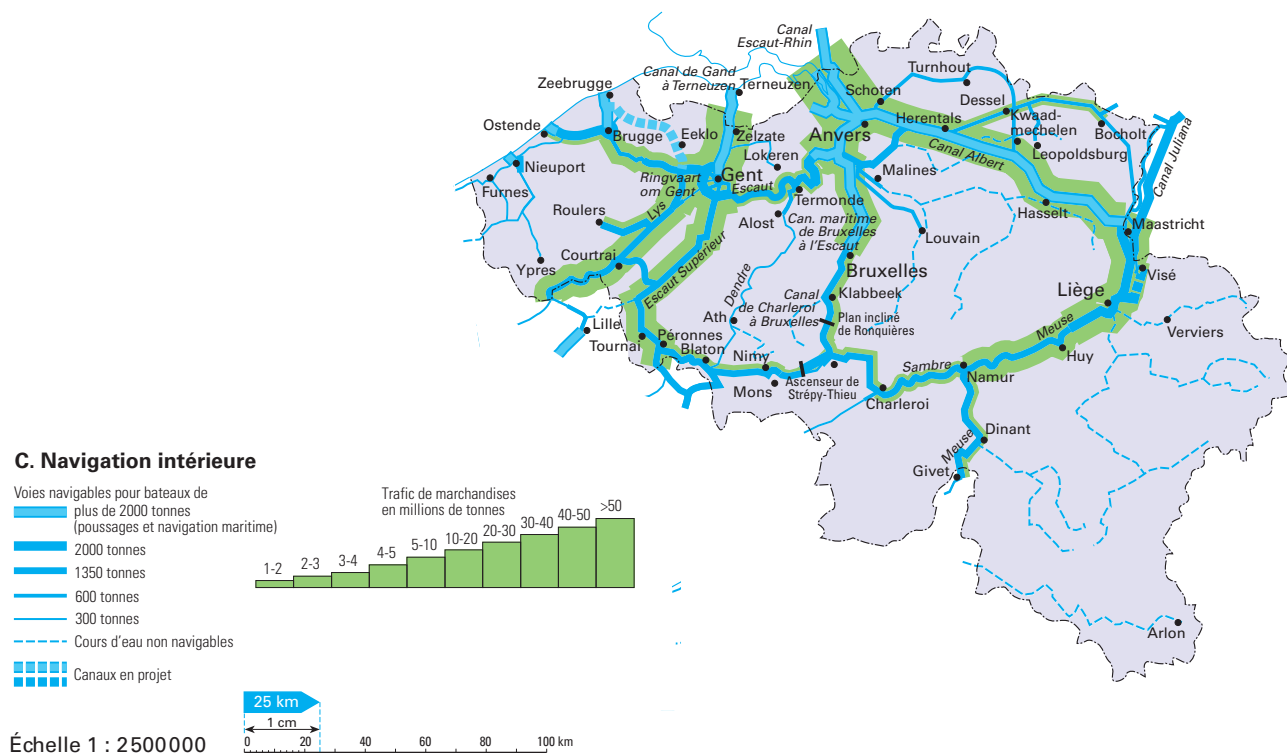 Canal
Escaut-Rhin
Canal de Gand
à Terneuzen
Terneuzen
Turnhout
Zeebrugge
Schoten
Dessel
Ostende
Brugge
Eeklo
Zelzate
Anvers
Herentals
Kwaad-
mechelen
Bocholt
Canal Juliana
Nieuport
Lokeren
Canal Albert
Leopoldsburg
Ringvaart
om Gent
Gent
Escaut
Malines
Furnes
Termonde
Hasselt
Maastricht
Roulers
Lys
Alost
Can. maritime
de Bruxelles
à l'Escaut
Louvain
Ypres
Courtrai
Escaut Supérieur
Bruxelles
Visé
Dendre
Canal
de Charleroi
à Bruxelles
Klabbeek
Liège
Lille
Ath
Plan incliné
de Ronquières
Meuse
Verviers
Tournai
Péronnes
Blaton
Nimy
Huy
Mons
Ascenseur de
Strépy-Thieu
Sambre
Namur
Charleroi
Dinant
Meuse
Givet
Arlon
C. Navigation intérieure
Voies navigables pour bateaux de
plus de 2000 tonnes
(poussages et navigation maritime)
2000 tonnes
1350 tonnes
600 tonnes
300 tonnes
Cours d'eau non navigables
Canaux en projet
Trafic de marchandises
en millions de tonnes
1-2 2-3 3-4 4-5 5-10 10-20 20-30 30-40 40-50 >50
25 km
1 cm
Échelle 1 : 2500000
0 20 40 60 80 100 km